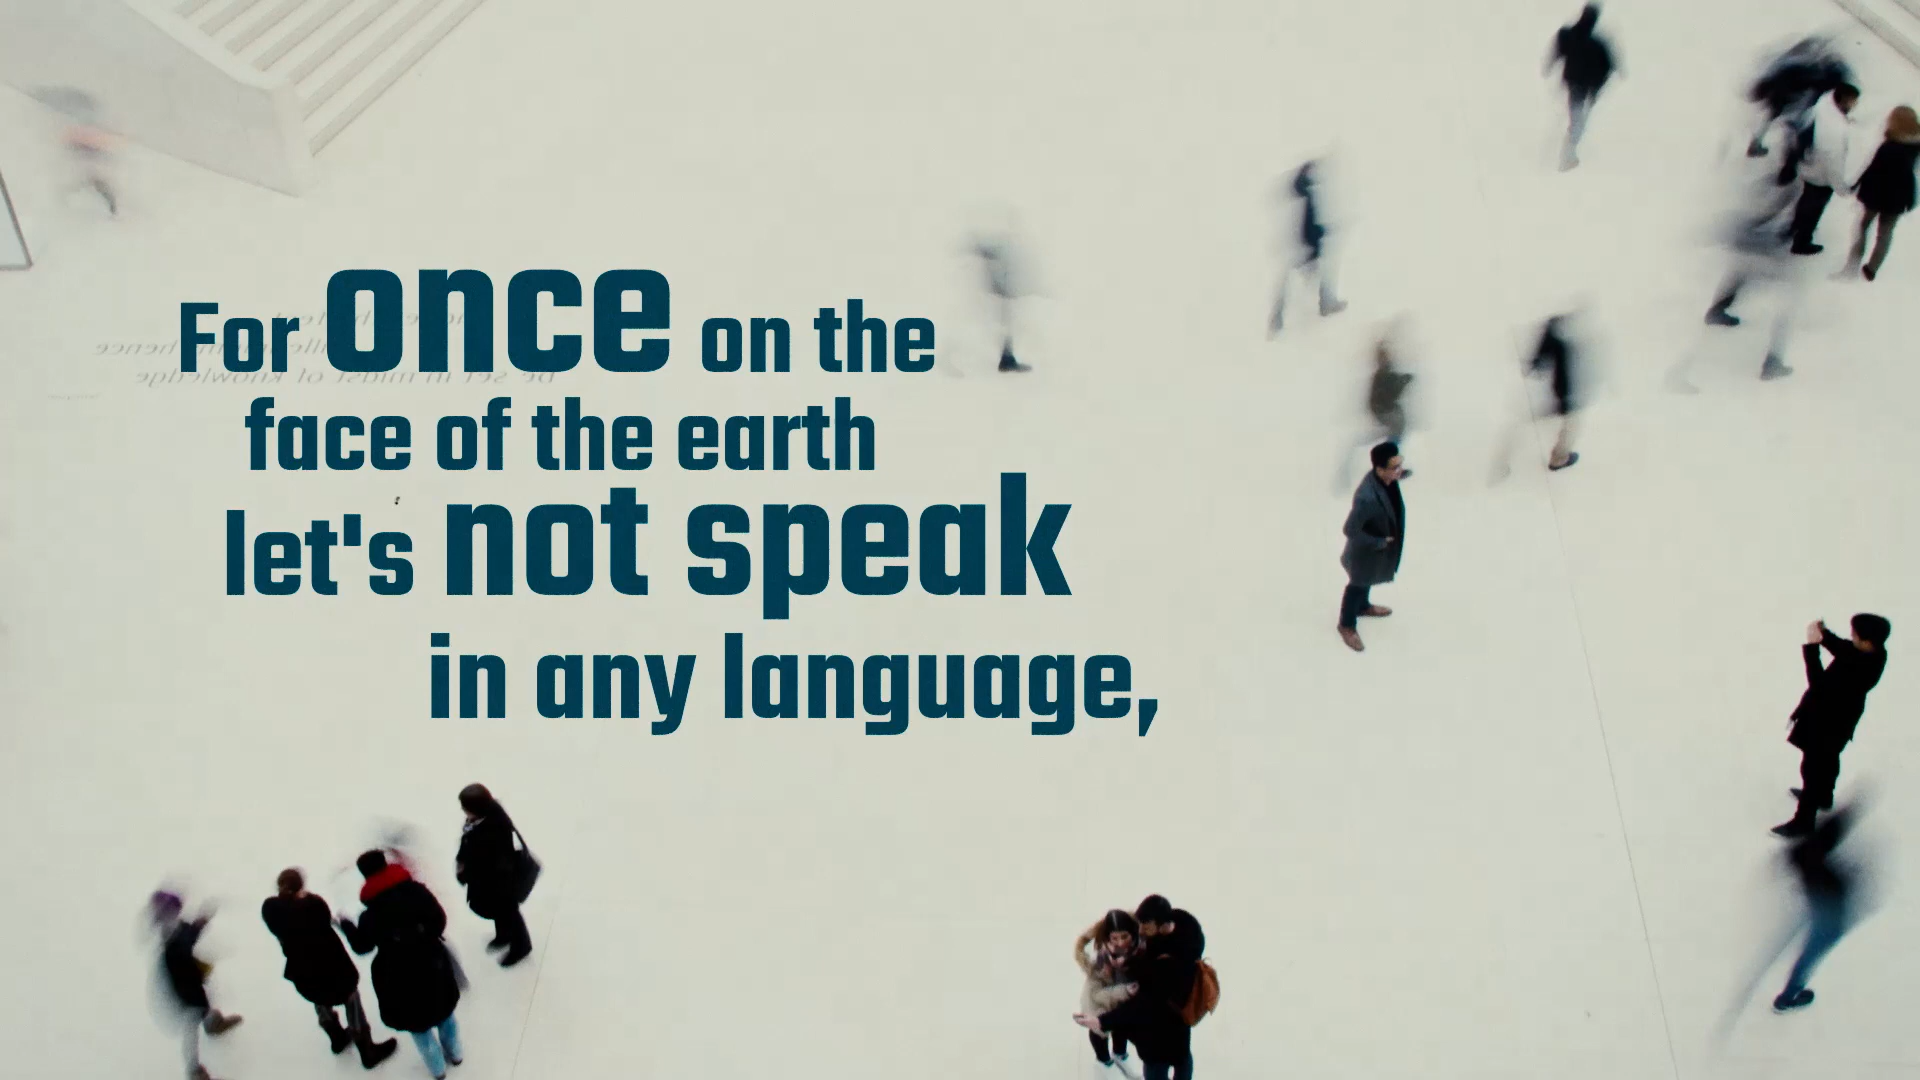 For once on the
face of the earth
let's not speak
in any language,